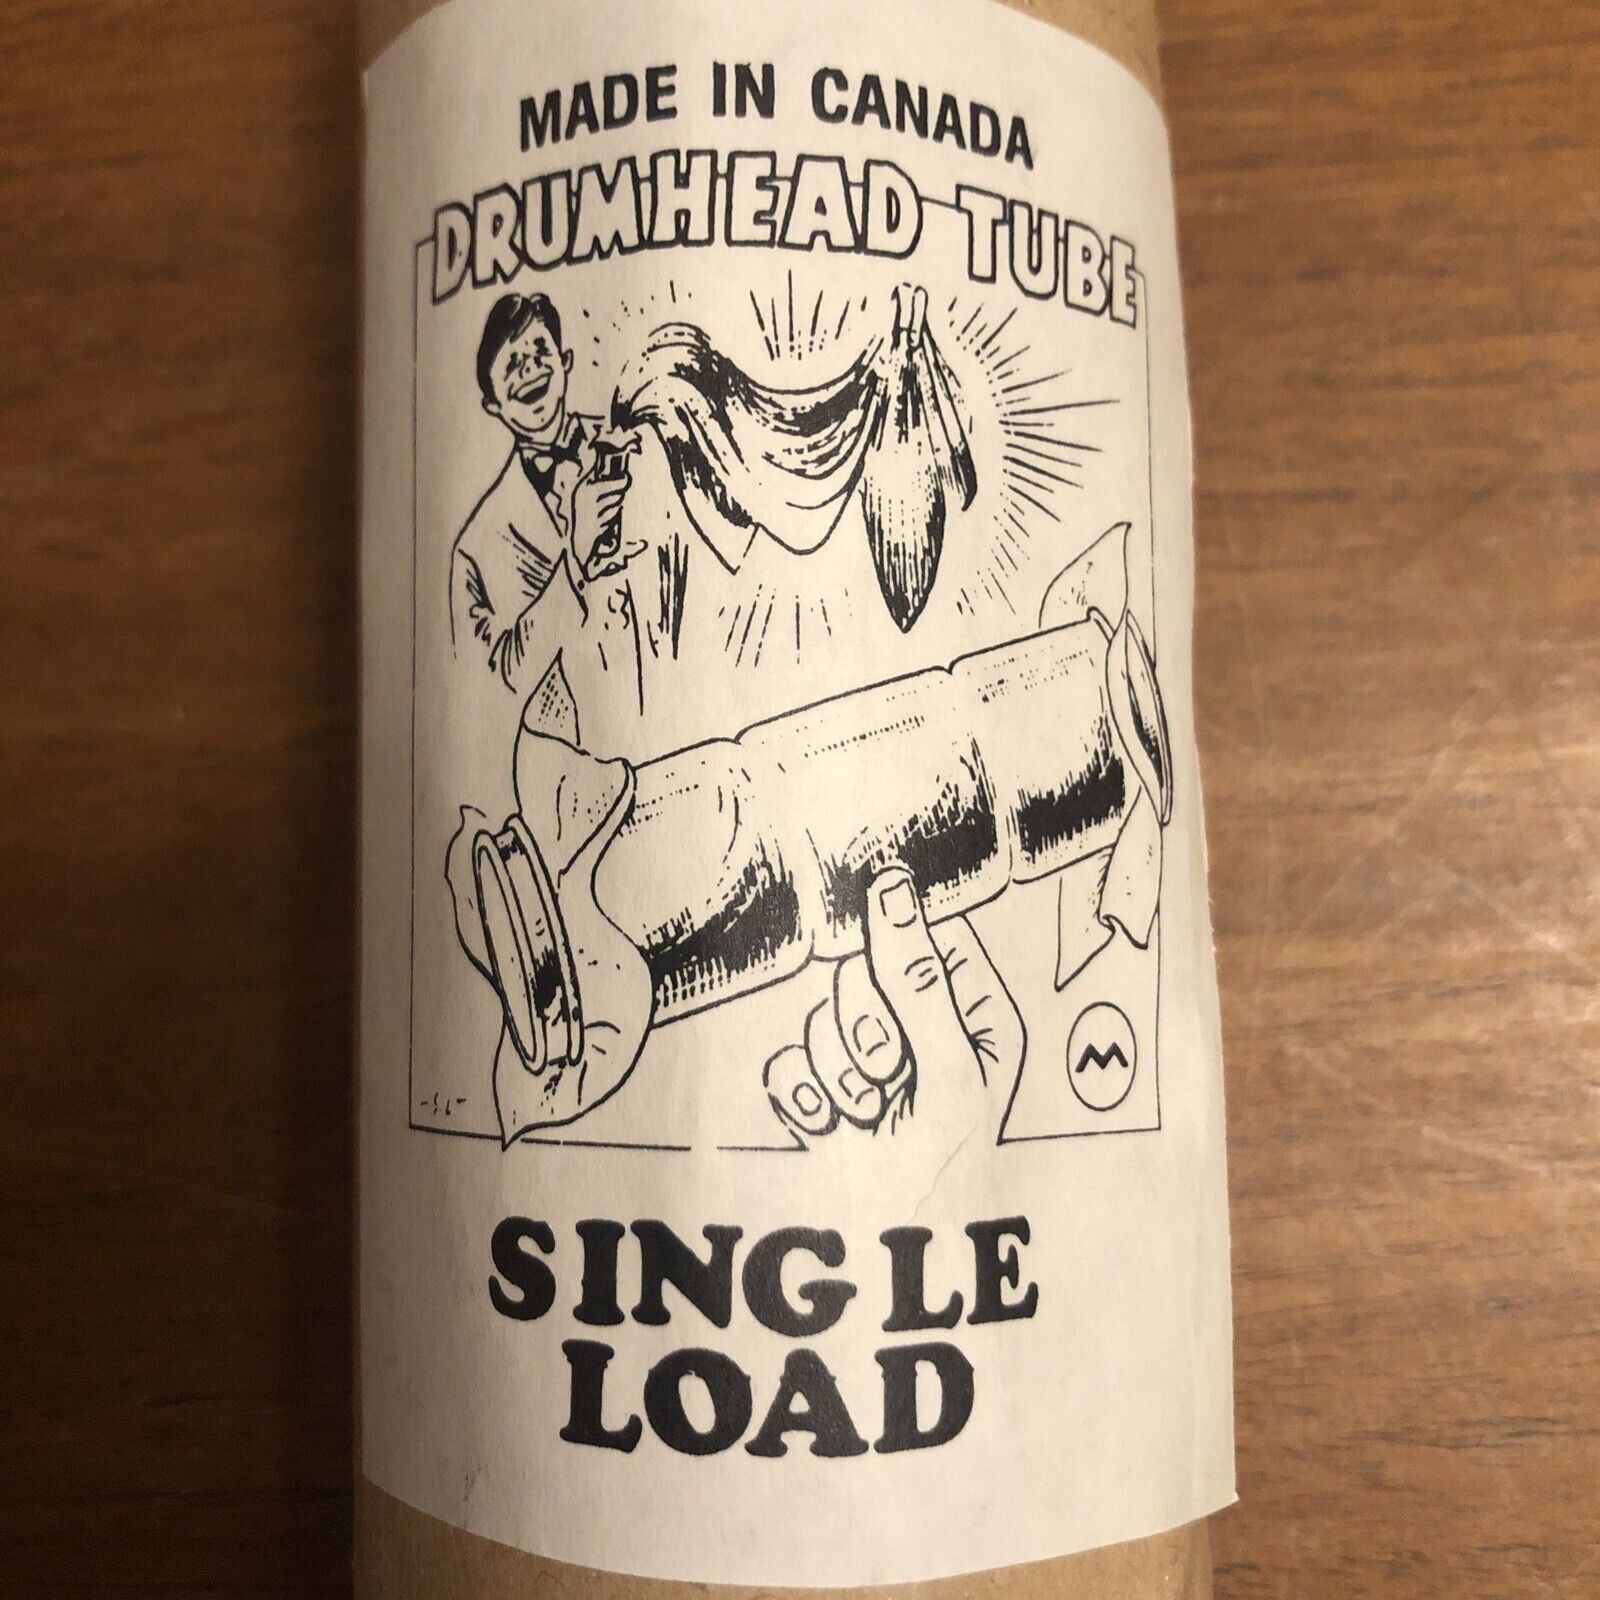 MADE IN CANADA
DRUMHEAD TUBE
M
SINGLE
LOAD